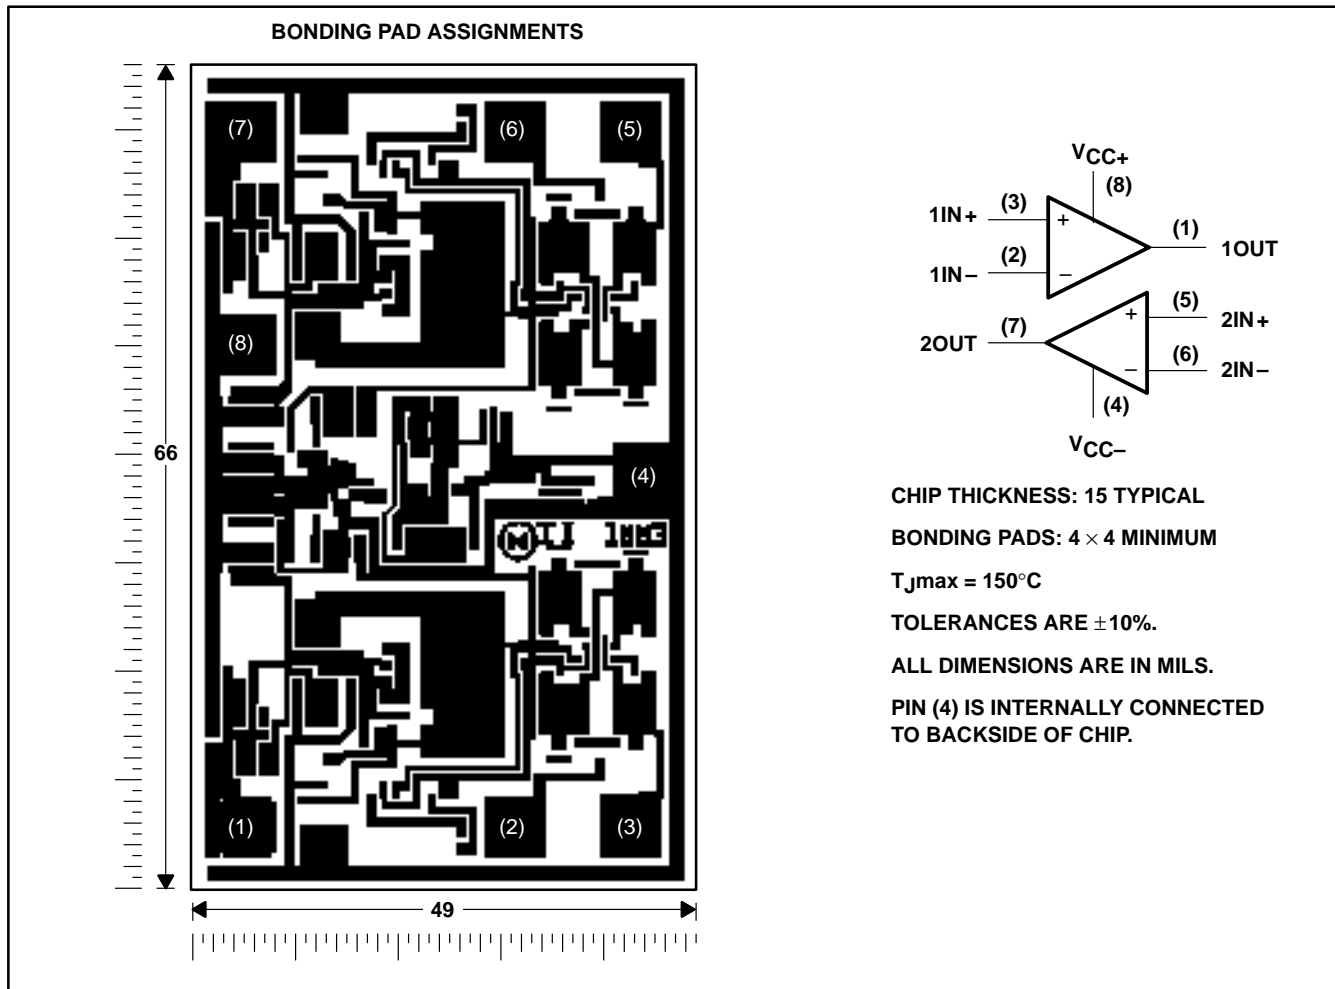 BONDING PAD ASSIGNMENTS
(7)
(6)
(5)
(8)
(4)
(1)
(2)
(3)
66
49
VCC+
(8)
1IN+
(3)
+
(1)
1OUT
1IN−
(2)
−
(5)
2IN+
+
(7)
2OUT
(6)
2IN−
−
(4)
VCC−
CHIP THICKNESS: 15 TYPICAL
BONDING PADS: 4 × 4 MINIMUM
TJmax = 150°C
TOLERANCES ARE ±10%.
ALL DIMENSIONS ARE IN MILS.
PIN (4) IS INTERNALLY CONNECTED
TO BACKSIDE OF CHIP.